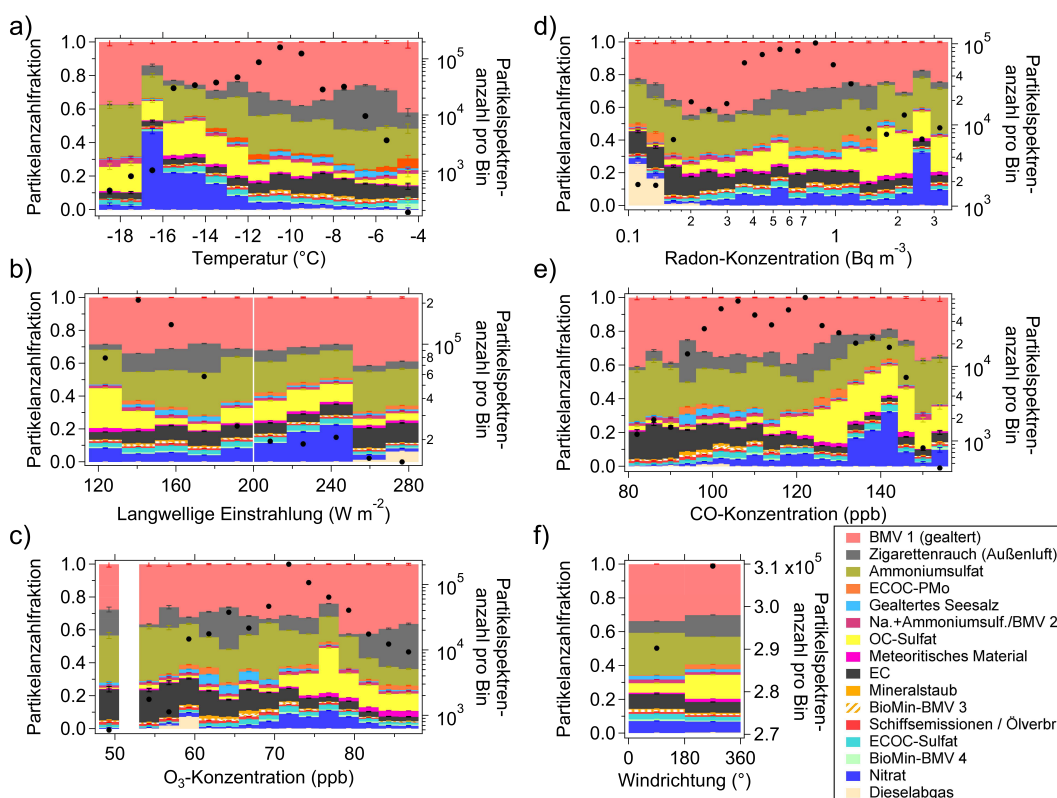 a)
1.0
0.8
0.6
0.4
0.2
0.0
Partikelanzahlfraktion
10^5
10^4
10^3
Partikelspektren-
anzahl pro Bin
-18 -16 -14 -12 -10 -8 -6 -4
Temperatur (°C)
b)
1.0
0.8
0.6
0.4
0.2
0.0
Partikelanzahlfraktion
2
10^5
8
6
4
2
Partikelspektren-
anzahl pro Bin
120 160 200 240 280
Langwellige Einstrahlung (W m^-2)
c)
1.0
0.8
0.6
0.4
0.2
0.0
Partikelanzahlfraktion
10^5
10^4
10^3
Partikelspektren-
anzahl pro Bin
50 60 70 80
O3-Konzentration (ppb)
d)
1.0
0.8
0.6
0.4
0.2
0.0
Partikelanzahlfraktion
10^5
4
2
10^4
4
2
10^3
Partikelspektren-
anzahl pro Bin
0.1 2 3 4 5 6 7 1 2 3
Radon-Konzentration (Bq m^-3)
e)
1.0
0.8
0.6
0.4
0.2
0.0
Partikelanzahlfraktion
4
2
10^4
4
2
10^3
Partikelspektren-
anzahl pro Bin
80 100 120 140
CO-Konzentration (ppb)
f)
1.0
0.8
0.6
0.4
0.2
0.0
Partikelanzahlfraktion
3.1 x10^5
3.0
2.9
2.8
2.7
Partikelspektren-
anzahl pro Bin
0 180 360
Windrichtung (°)
BMV 1 (gealtert)
Zigarettenrauch (Außenluft)
Ammoniumsulfat
ECOC-PMo
Gealtertes Seesalz
Na.+Ammoniumsulf./BMV 2
OC-Sulfat
Meteoritisches Material
EC
Mineralstaub
BioMin-BMV 3
Schiffsemissionen / Ölverbr
ECOC-Sulfat
BioMin-BMV 4
Nitrat
Dieselabgas